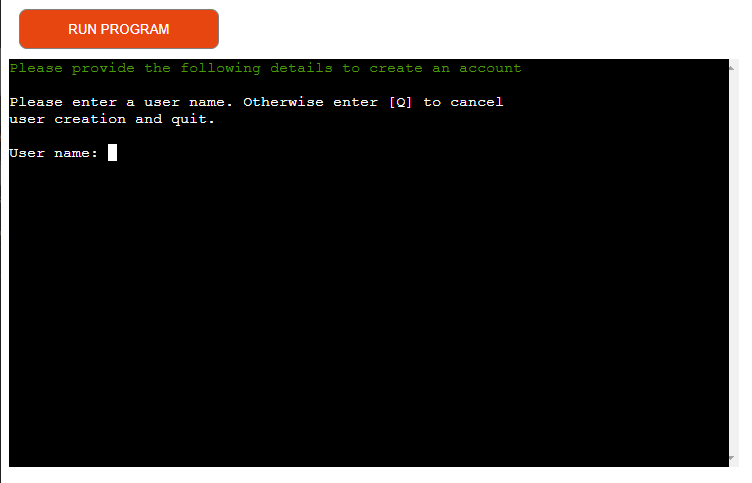 RUN PROGRAM
Please provide the following details to create an account
Please enter a user name. Otherwise enter [Q] to cancel
user creation and quit.
User name: